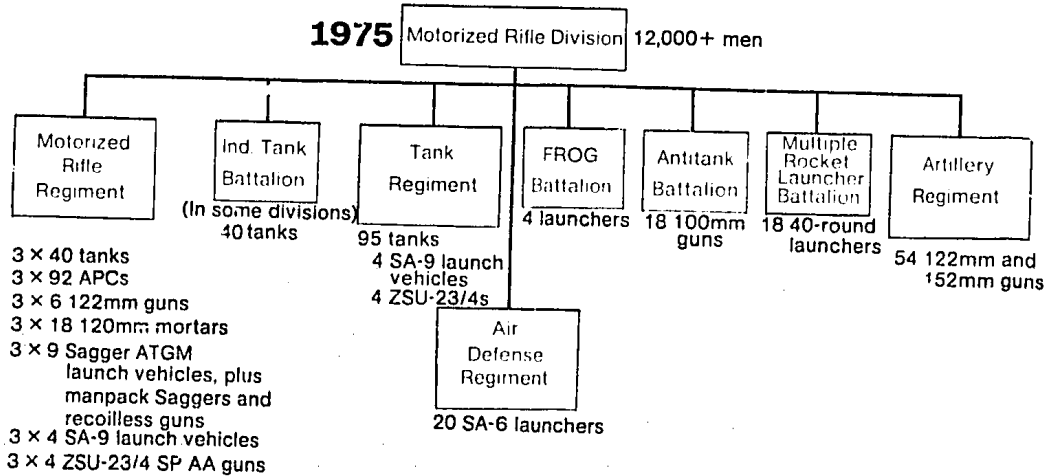 1975 Motorized Rifle Division 12,000+ men
Motorized
Rifle
Regiment
3 × 40 tanks
3 × 92 APCs
3 × 6 122mm guns
3 × 18 120mm mortars
3 × 9 Sagger ATGM
launch vehicles, plus
manpack Saggers and
recoilless guns
3 × 4 SA-9 launch vehicles
3 × 4 ZSU-23/4 SP AA guns
Ind. Tank
Battalion
(In some divisions)
40 tanks
Tank
Regiment
95 tanks
4 SA-9 launch
vehicles
4 ZSU-23/4s
Air
Defense
Regiment
20 SA-6 launchers
FROG
Battalion
4 launchers
Antitank
Battalion
18 100mm
guns
Multiple
Rocket
Launcher
Battalion
18 40-round
launchers
Artillery
Regiment
54 122mm and
152mm guns